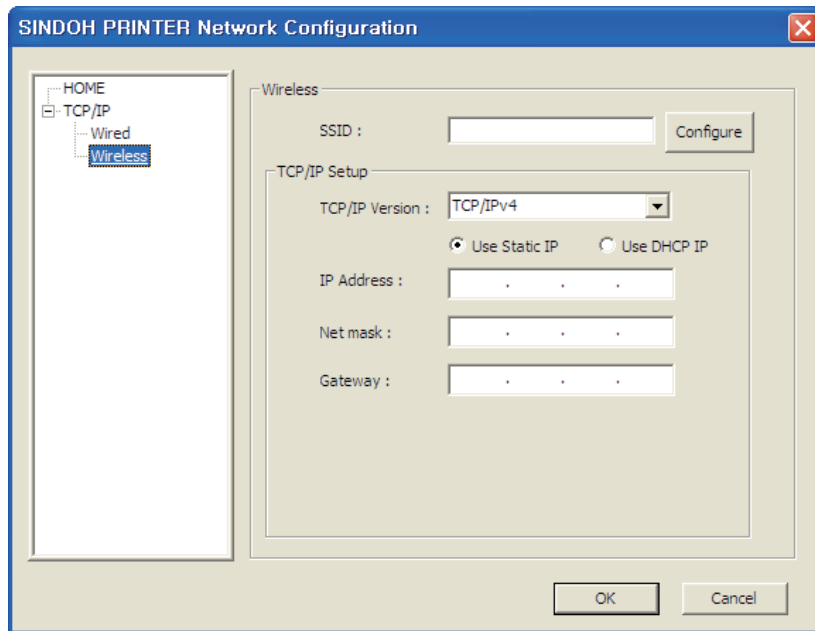 SINDOH PRINTER Network Configuration
HOME
TCP/IP
Wired
Wireless
Wireless
SSID :
Configure
TCP/IP Setup
TCP/IP Version : TCP/IPv4
Use Static IP Use DHCP IP
IP Address : . . .
Net mask : . . .
Gateway : . . .
OK Cancel